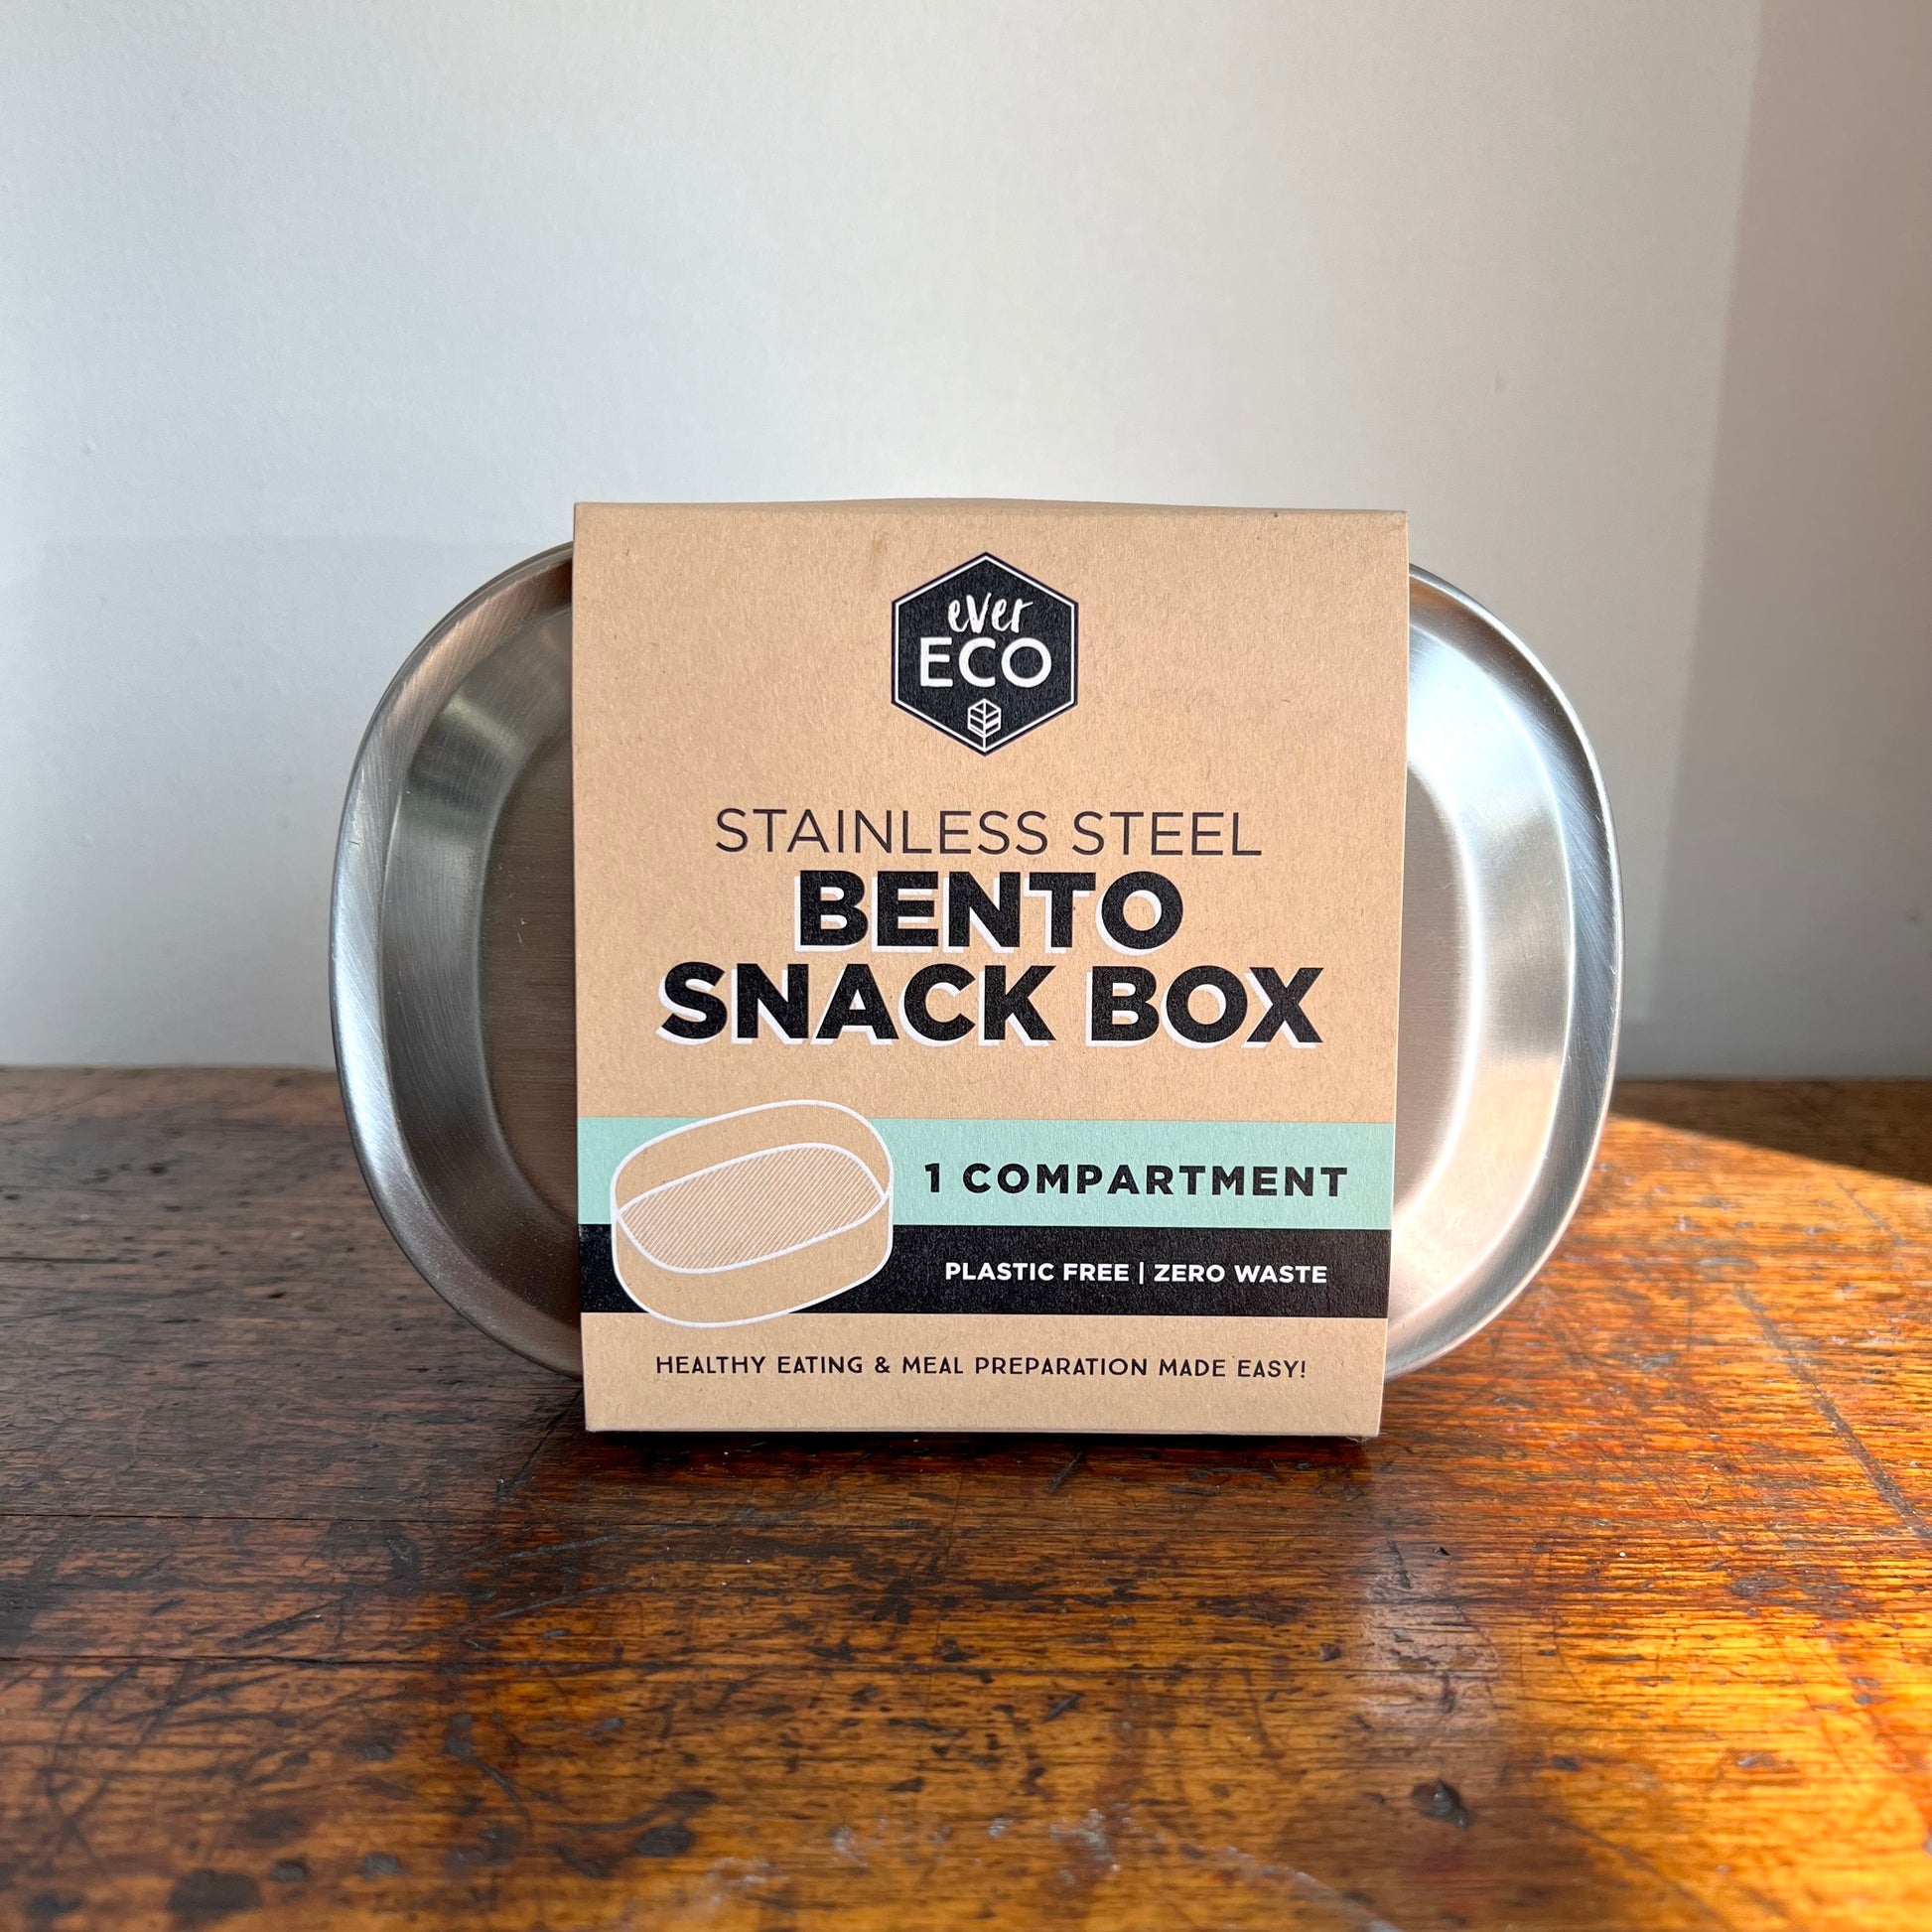 ever
ECO
STAINLESS STEEL
BENTO
SNACK BOX
1 COMPARTMENT
PLASTIC FREE | ZERO WASTE
HEALTHY EATING & MEAL PREPARATION MADE EASY!